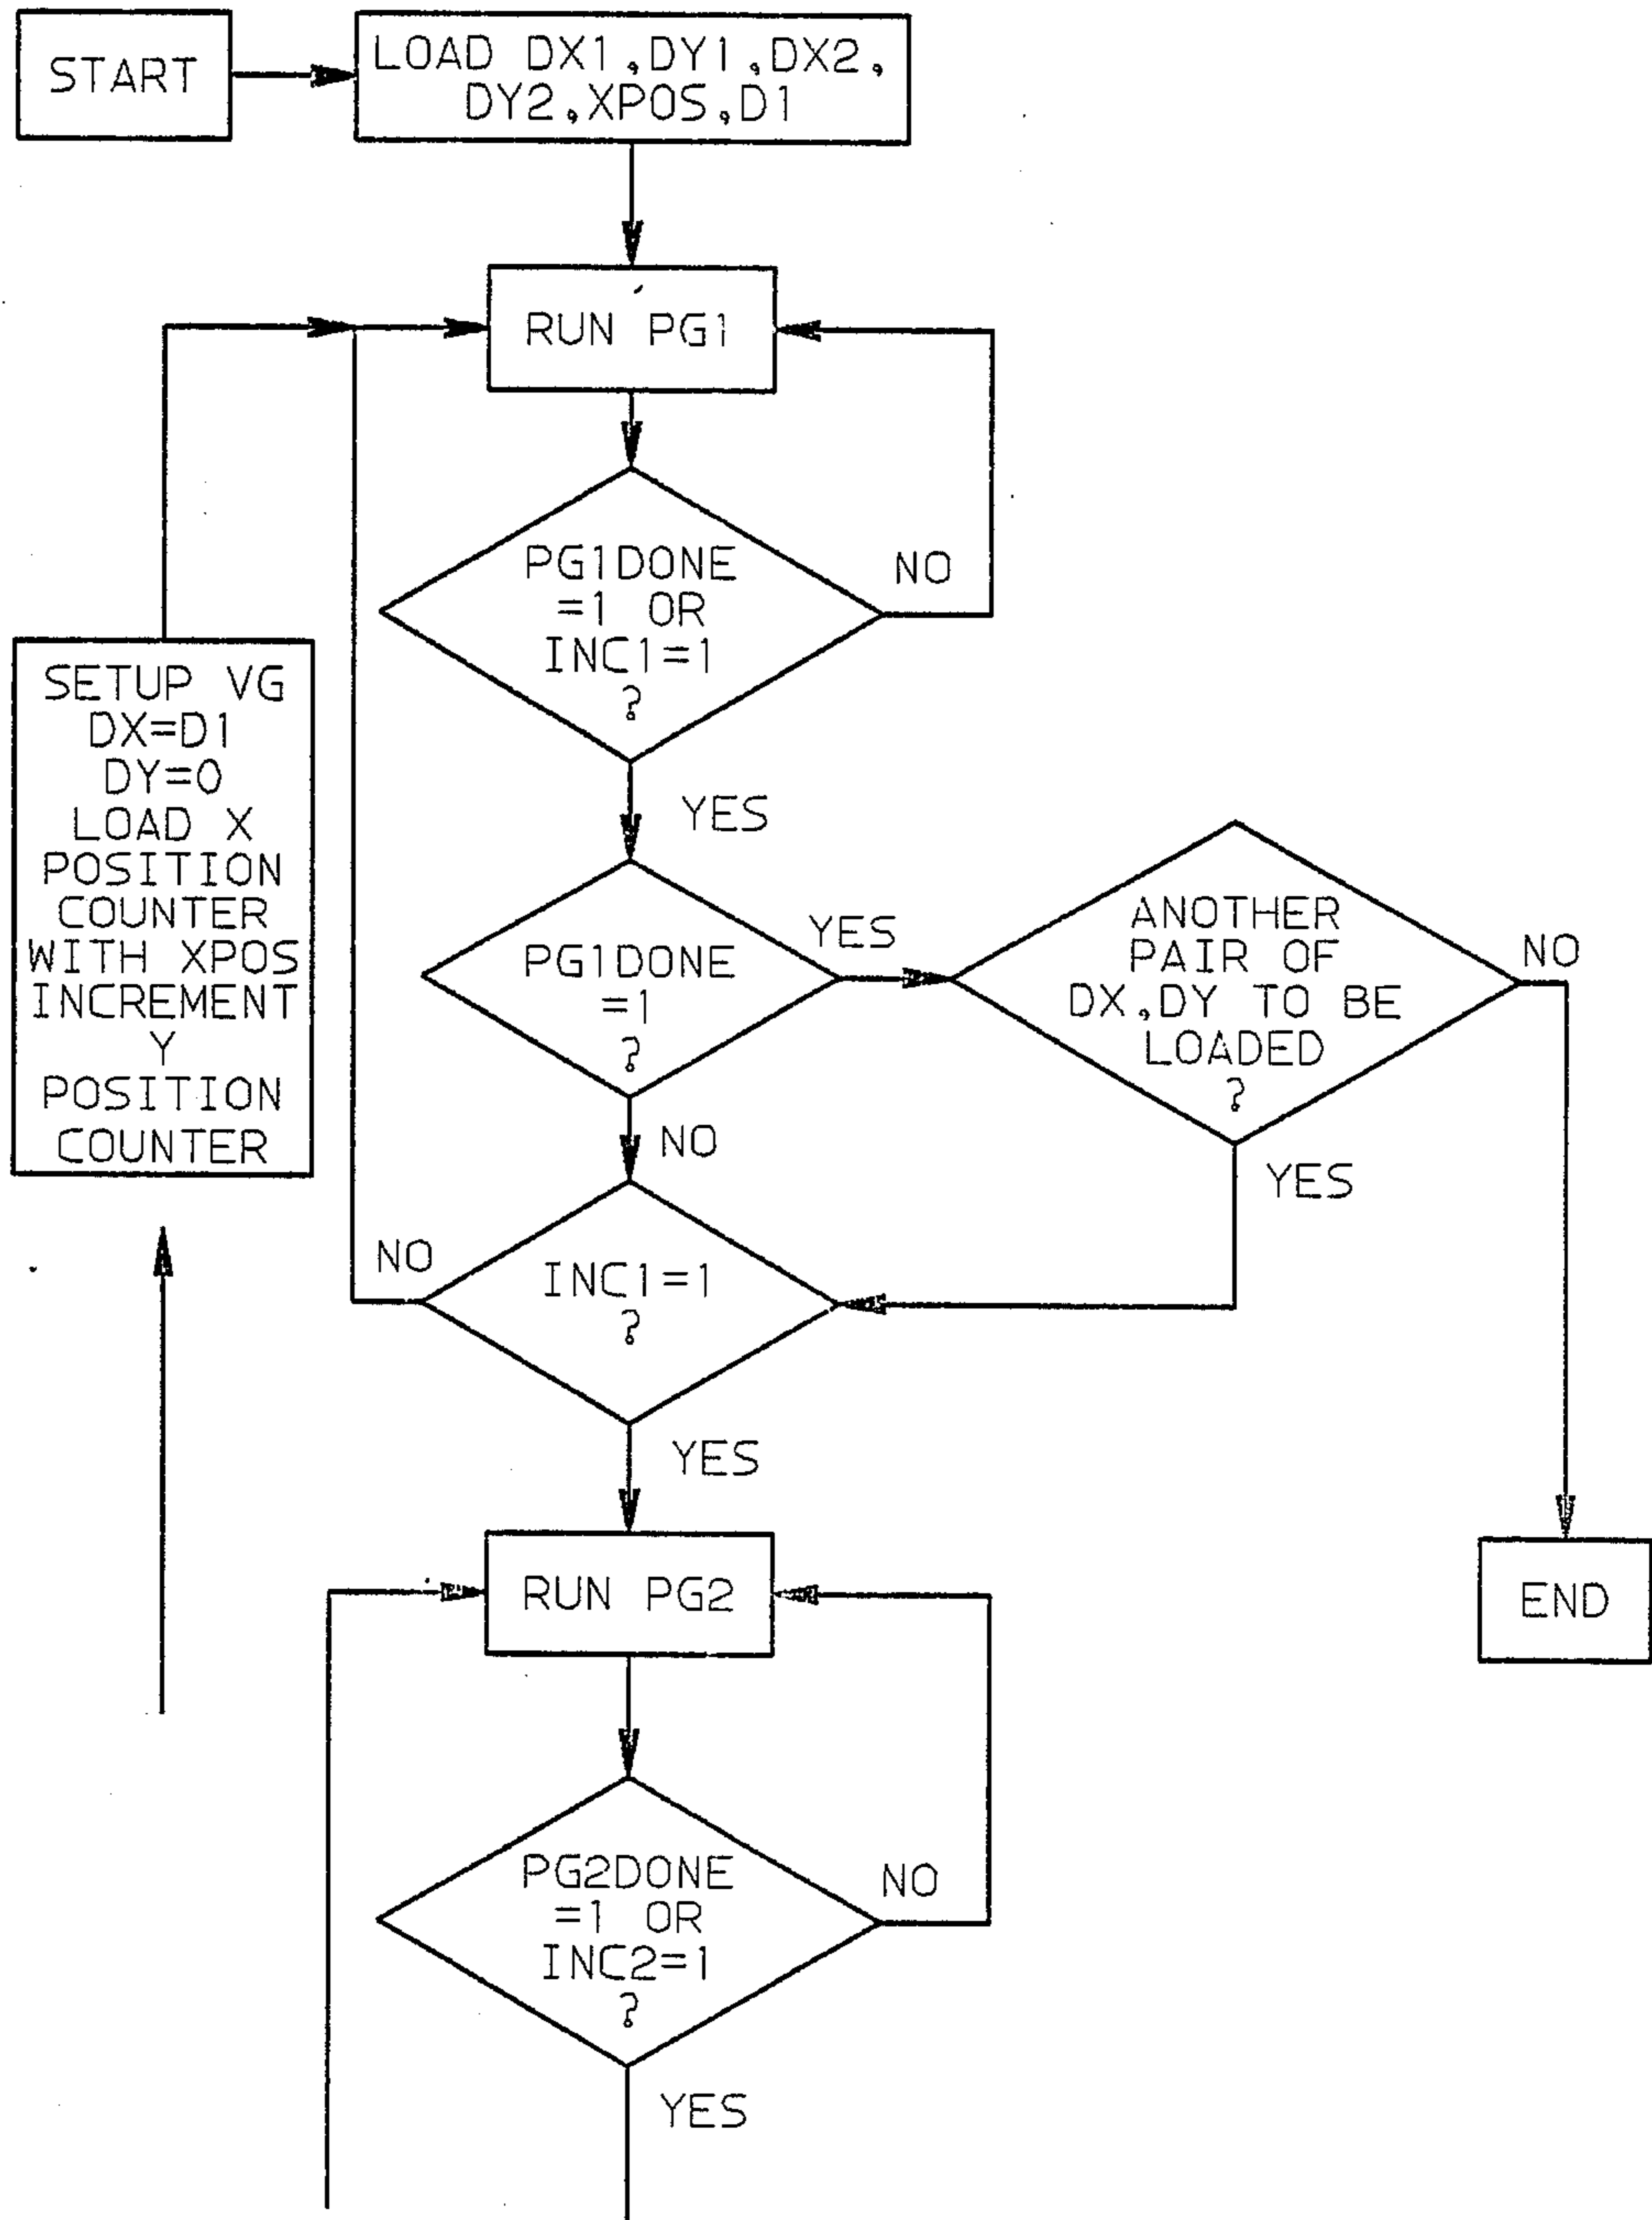 START
LOAD DX1,DY1,DX2,
DY2,XPOS,D1
RUN PG1
PG1DONE
=1 OR
INC1=1
?
NO
YES
SETUP VG
DX=D1
DY=0
LOAD X
POSITION
COUNTER
WITH XPOS
INCREMENT
Y
POSITION
COUNTER
PG1DONE
=1
?
YES
NO
ANOTHER
PAIR OF
DX,DY TO BE
LOADED
?
NO
YES
INC1=1
?
NO
YES
RUN PG2
END
PG2DONE
=1 OR
INC2=1
?
NO
YES